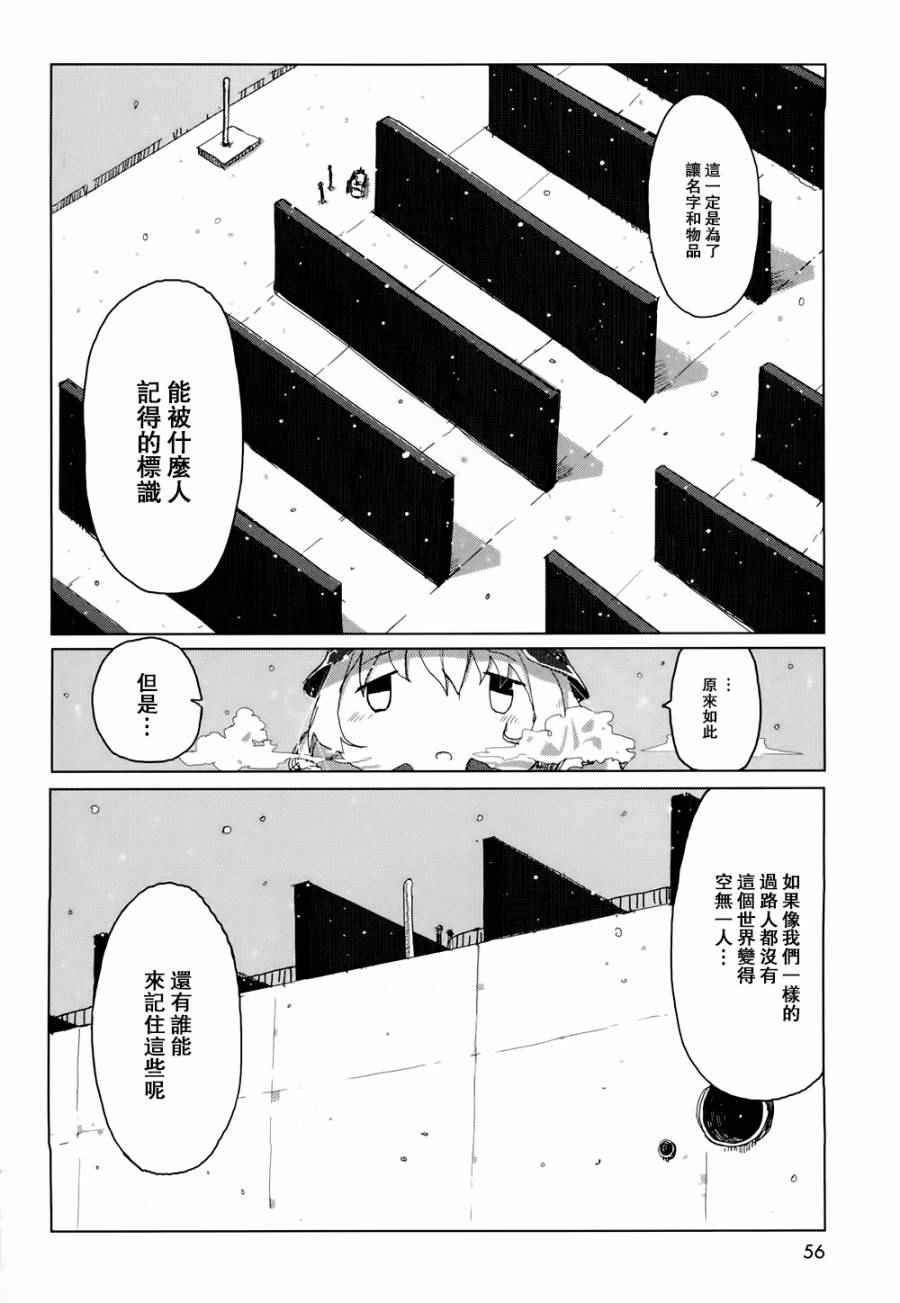 這一定是為了
讓名字和物品
能被什麼人
記得的標識
…
原來如此
但是…
如果像我們一樣的
過路人都沒有
這個世界變得
空無一人…
還有誰能
來記住這些呢
56